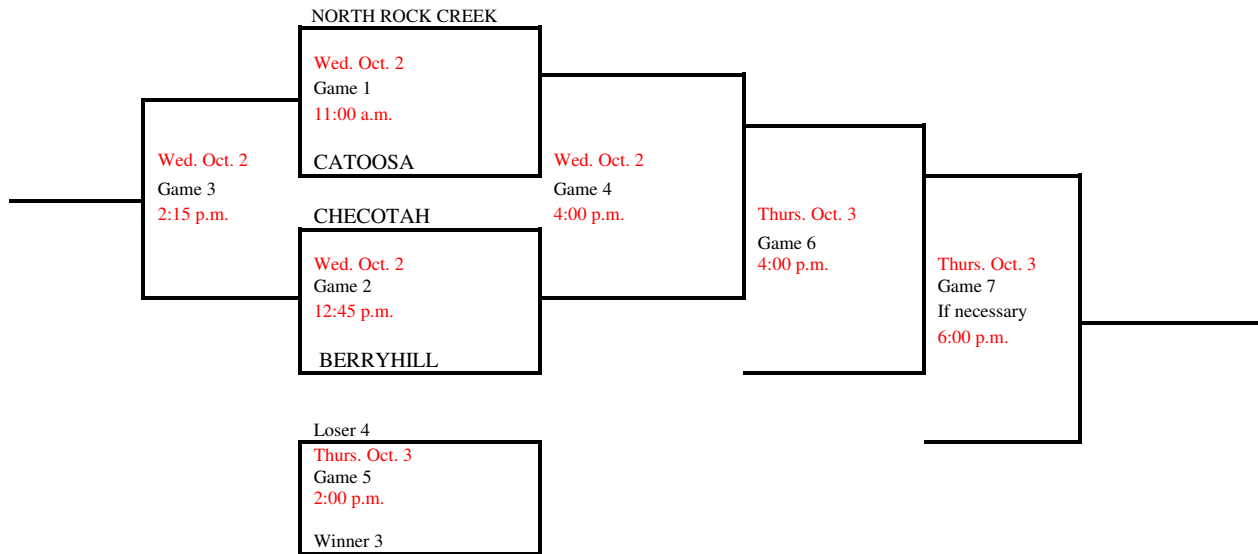 NORTH ROCK CREEK
Wed. Oct. 2
Game 1
11:00 a.m.
CATOOSA
Wed. Oct. 2
Game 3
2:15 p.m.
Wed. Oct. 2
Game 4
4:00 p.m.
CHECOTAH
Wed. Oct. 2
Game 2
12:45 p.m.
BERRYHILL
Thurs. Oct. 3
Game 6
4:00 p.m.
Thurs. Oct. 3
Game 7
If necessary
6:00 p.m.
Loser 4
Thurs. Oct. 3
Game 5
2:00 p.m.
Winner 3